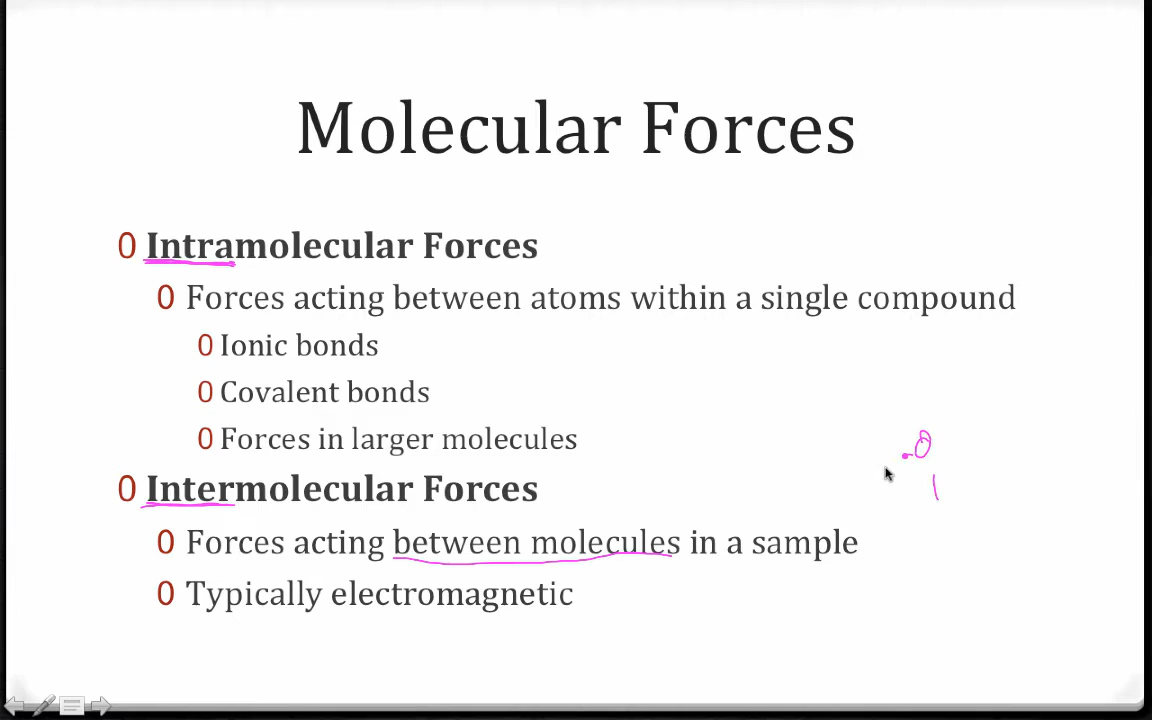 Molecular Forces
0 Intramolecular Forces
0 Forces acting between atoms within a single compound
0 Ionic bonds
0 Covalent bonds
0 Forces in larger molecules
0 Intermolecular Forces
0 Forces acting between molecules in a sample
0 Typically electromagnetic